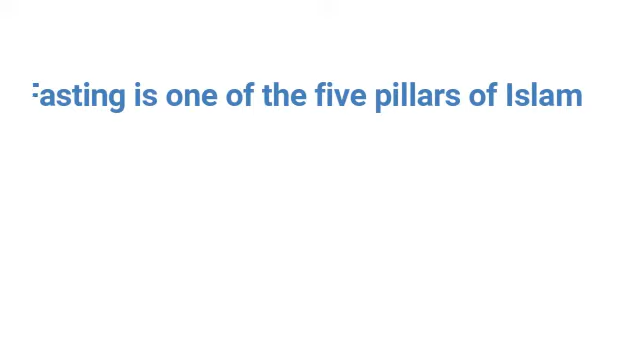 Fasting is one of the five pillars of Islam